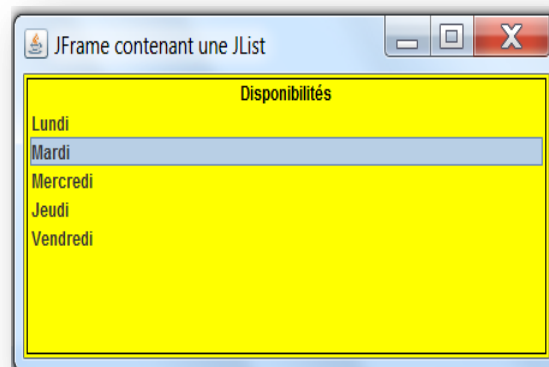 JFrame contenant une JList
Disponibilités
Lundi
Mardi
Mercredi
Jeudi
Vendredi